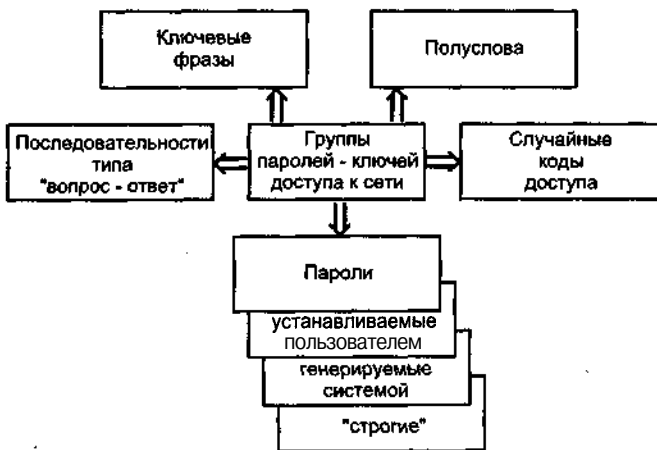 Ключевые
фразы
Полуслова
Последовательности
типа
"вопрос - ответ"
Группы
паролей - ключей
доступа к сети
Случайные
коды
доступа
Пароли
устанавливаемые
пользователем
генерируемые
системой
"строгие"